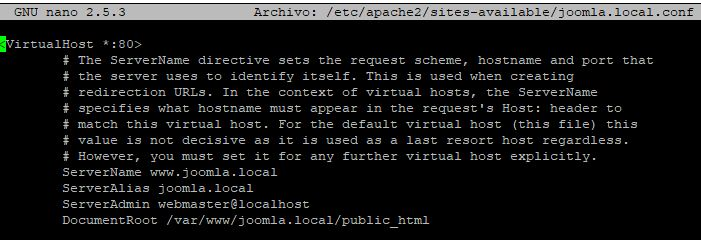 GNU nano 2.5.3 Archivo: /etc/apache2/sites-available/joomla.local.conf
<VirtualHost *:80>
# The ServerName directive sets the request scheme, hostname and port that
# the server uses to identify itself. This is used when creating
# redirection URLs. In the context of virtual hosts, the ServerName
# specifies what hostname must appear in the request's Host: header to
# match this virtual host. For the default virtual host (this file) this
# value is not decisive as it is used as a last resort host regardless.
# However, you must set it for any further virtual host explicitly.
ServerName www.joomla.local
ServerAlias joomla.local
ServerAdmin webmaster@localhost
DocumentRoot /var/www/joomla.local/public_html